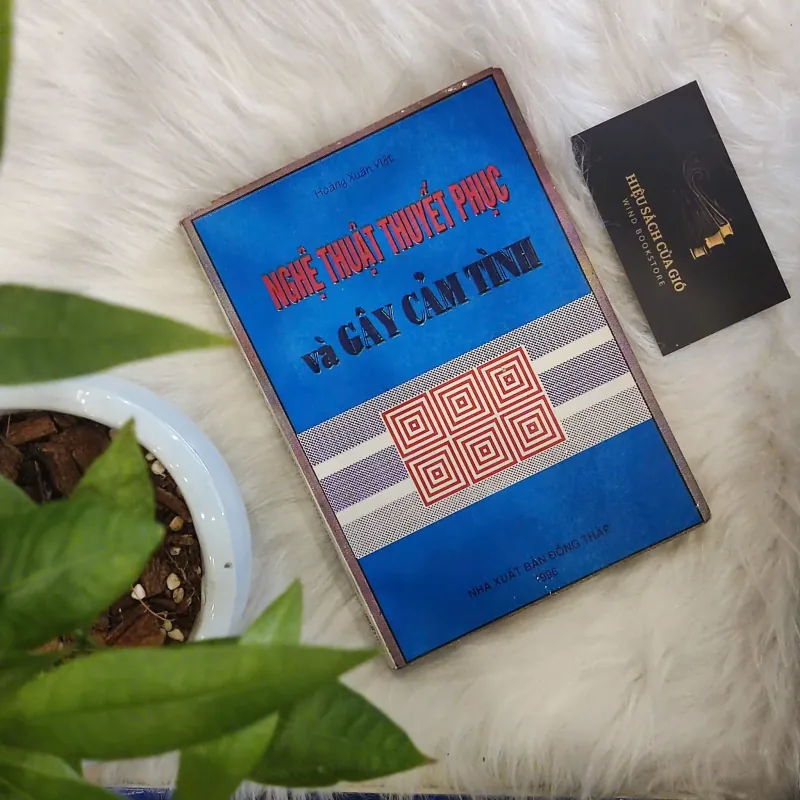 Hoàng Xuân Việt
NGHỆ THUẬT THUYẾT PHỤC
và GÂY CẢM TÌNH
NHÀ XUẤT BẢN ĐỒNG THÁP
1996
HIỆU SÁCH CỦA GIÓ
WIND BOOKSTORE